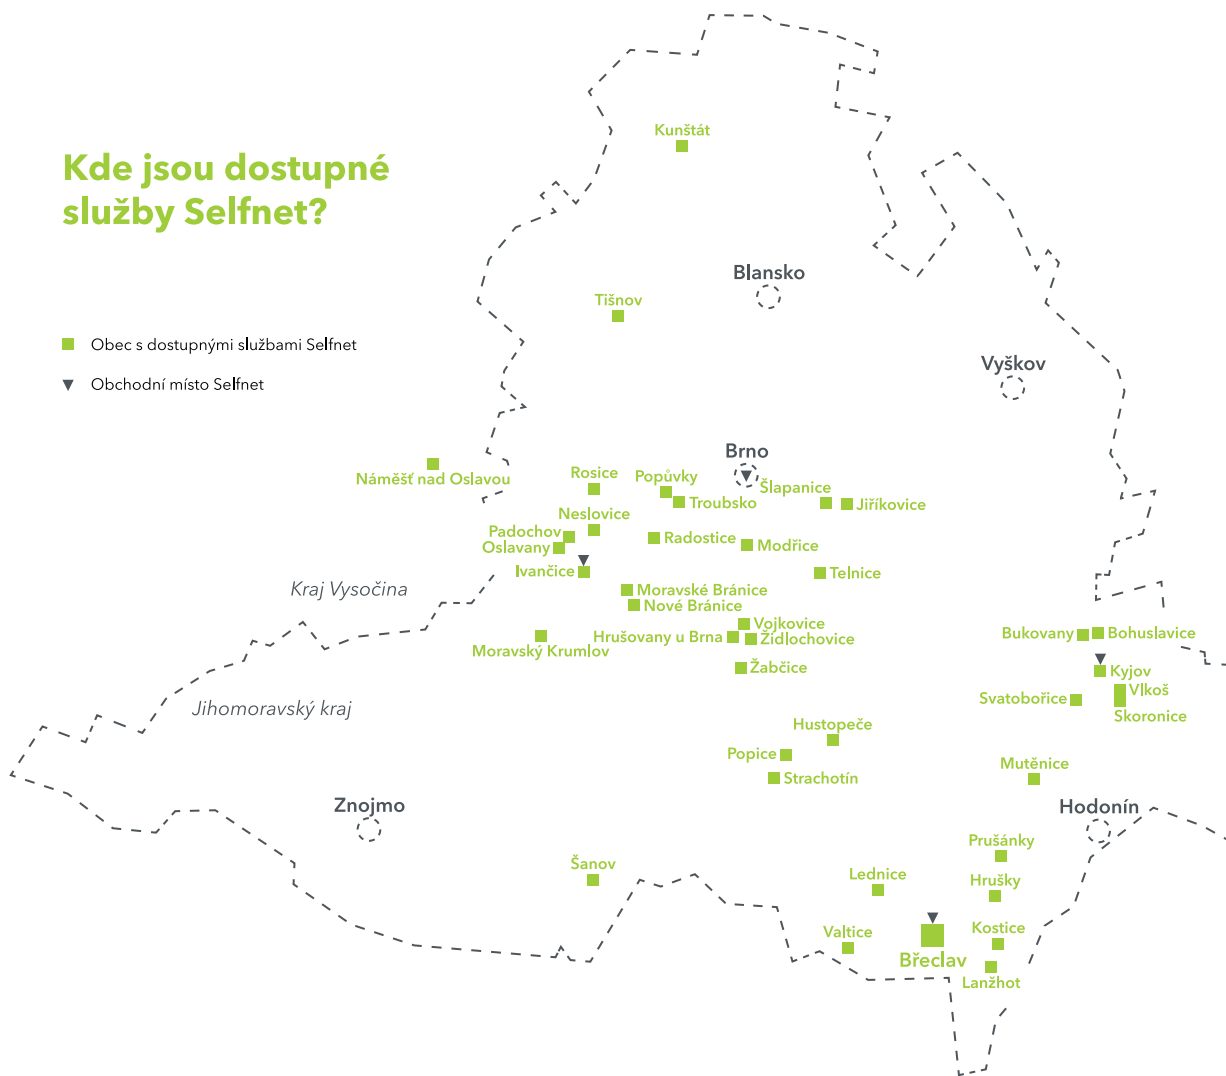 Kde jsou dostupné
služby Selfnet?
Obec s dostupnými službami Selfnet
Obchodní místo Selfnet
Kunštát
Blansko
Tišnov
Vyškov
Brno
Náměšť nad Oslavou
Rosice
Popůvky
Šlapanice
Troubsko
Jiříkovice
Neslovice
Padochov
Radostice
Modřice
Oslavany
Ivančice
Telnice
Kraj Vysočina
Moravské Bránice
Nové Bránice
Vojkovice
Hrušovany u Brna
Židlochovice
Bukovany
Bohuslavice
Moravský Krumlov
Žabčice
Kyjov
Vlkoš
Svatobořice
Jihomoravský kraj
Skoronice
Hustopeče
Popice
Strachotín
Mutěnice
Znojmo
Hodonín
Prušánky
Šanov
Lednice
Hrušky
Valtice
Kostice
Břeclav
Lanžhot